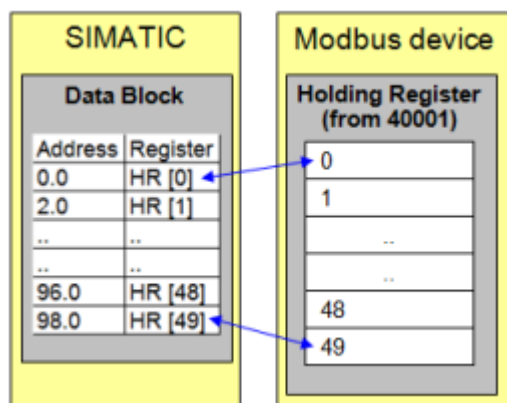 SIMATIC
Data Block
Address Register
0.0 HR [0]
2.0 HR [1]
.. ..
.. ..
96.0 HR [48]
98.0 HR [49]
Modbus device
Holding Register
(from 40001)
0
1
..
..
48
49